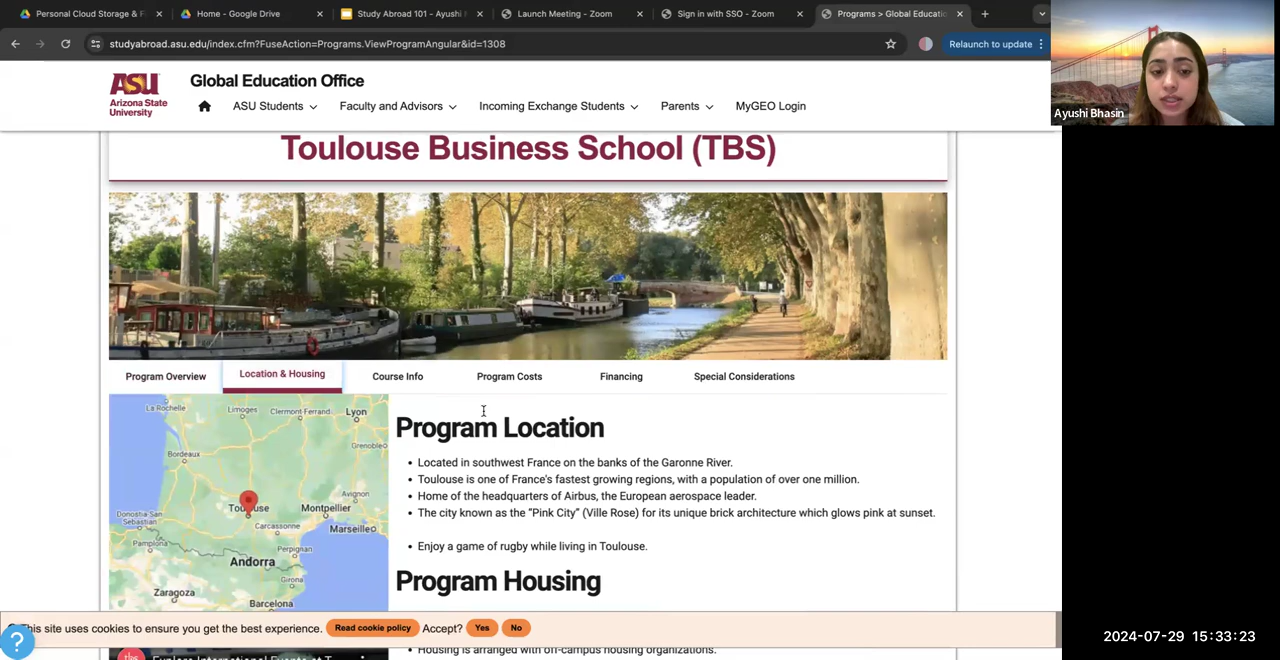 Personal Cloud Storage & F
Home - Google Drive
Study Abroad 101 - Ayushi
Launch Meeting - Zoom
Sign in with SSO - Zoom
Programs > Global Educatio
studyabroad.asu.edu/index.cfm?FuseAction=Programs.ViewProgramAngular&id=1308
Relaunch to update
ASU
Arizona State
University
Global Education Office
ASU Students
Faculty and Advisors
Incoming Exchange Students
Parents
MyGEO Login
Ayushi Bhasin
Toulouse Business School (TBS)
Program Overview
Location & Housing
Course Info
Program Costs
Financing
Special Considerations
La Rochelle
Limoges
Clermont-Ferrand
Lyon
Grenoble
Bordeaux
Avignon
Toulouse
Montpellier
Donostia-San
Sebastian
Carcassonne
Marseille
Pamplona
Perpignan
Andorra
Girona
Zaragoza
Barcelona
Program Location
• Located in southwest France on the banks of the Garonne River.
• Toulouse is one of France's fastest growing regions, with a population of over one million.
• Home of the headquarters of Airbus, the European aerospace leader.
• The city known as the “Pink City” (Ville Rose) for its unique brick architecture which glows pink at sunset.
• Enjoy a game of rugby while living in Toulouse.
Program Housing
This site uses cookies to ensure you get the best experience.
Read cookie policy
Accept?
Yes
No
?
• Housing is arranged with off-campus housing organizations.
tbs
Explore International Events at T
2024-07-29 15:33:23